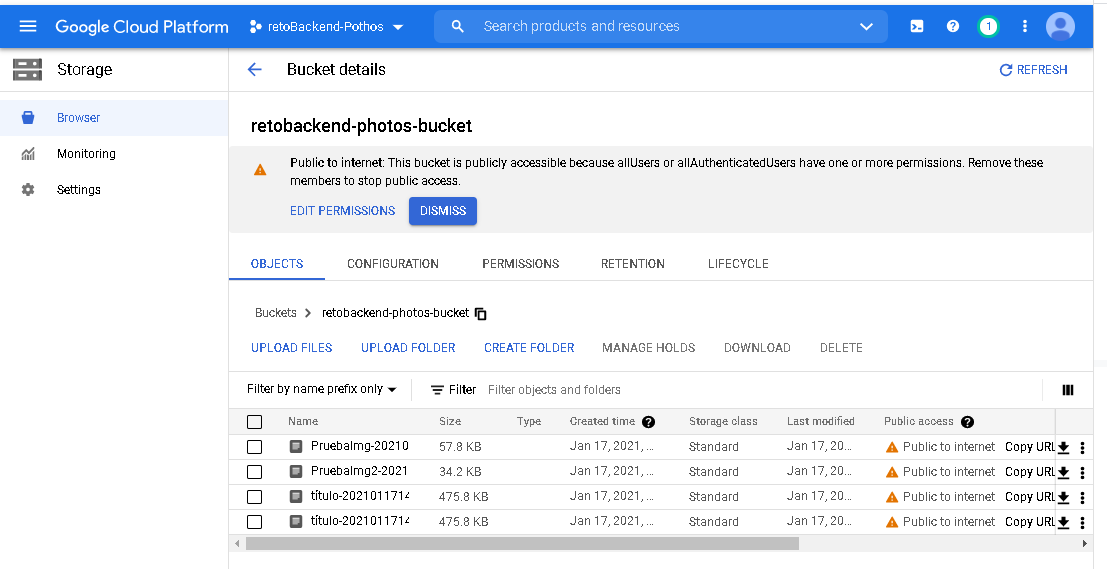 Google Cloud Platform retoBackend-Pothos Search products and resources 1
Storage Bucket details REFRESH
Browser
Monitoring
Settings
retobackend-photos-bucket
Public to internet: This bucket is publicly accessible because allUsers or allAuthenticatedUsers have one or more permissions. Remove these
members to stop public access.
EDIT PERMISSIONS DISMISS
OBJECTS CONFIGURATION PERMISSIONS RETENTION LIFECYCLE
Buckets > retobackend-photos-bucket
UPLOAD FILES UPLOAD FOLDER CREATE FOLDER MANAGE HOLDS DOWNLOAD DELETE
Filter by name prefix only Filter Filter objects and folders
Name Size Type Created time Storage class Last modified Public access
PruebaImg-20210 57.8 KB Jan 17, 2021, ... Standard Jan 17, 20... Public to internet Copy URL
PruebaImg2-2021 34.2 KB Jan 17, 2021, ... Standard Jan 17, 20... Public to internet Copy URL
título-2021011714 475.8 KB Jan 17, 2021, ... Standard Jan 17, 20... Public to internet Copy URL
título-2021011714 475.8 KB Jan 17, 2021, ... Standard Jan 17, 20... Public to internet Copy URL